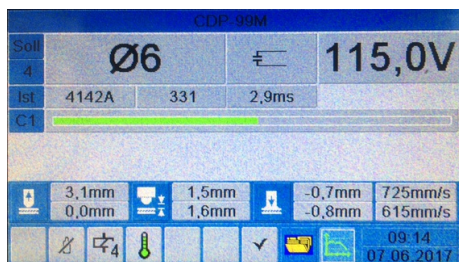 CDP-99M
Soll Ø6 115,0V
4
Ist 4142A 331 2,9ms
C1
3,1mm 1,5mm -0,7mm 725mm/s
0,0mm 1,6mm -0,8mm 615mm/s
4 09:14
07.06.2017